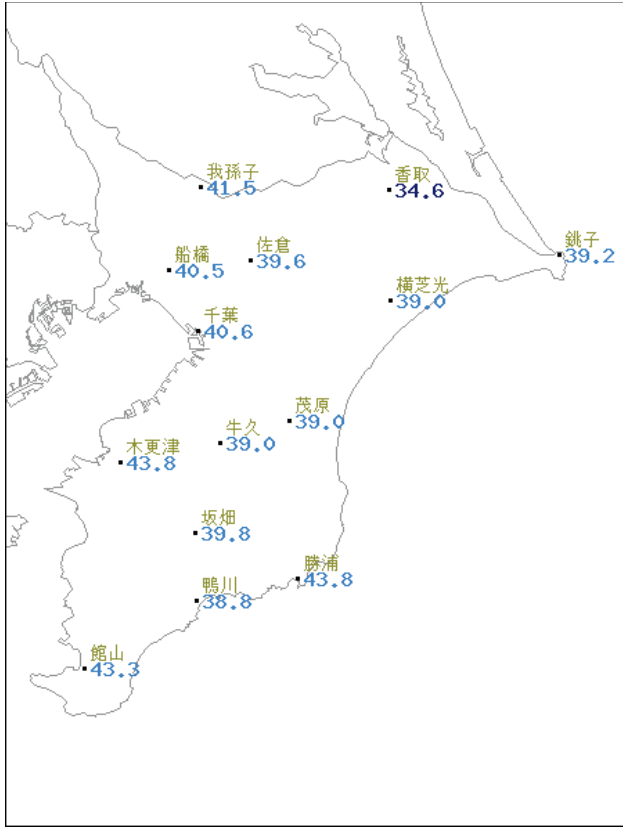 我孫子
41.5
香取
34.6
銚子
39.2
佐倉
39.6
船橋
40.5
横芝光
39.0
千葉
40.6
茂原
39.0
牛久
39.0
木更津
43.8
坂畑
39.8
勝浦
43.8
鴨川
38.8
館山
43.3